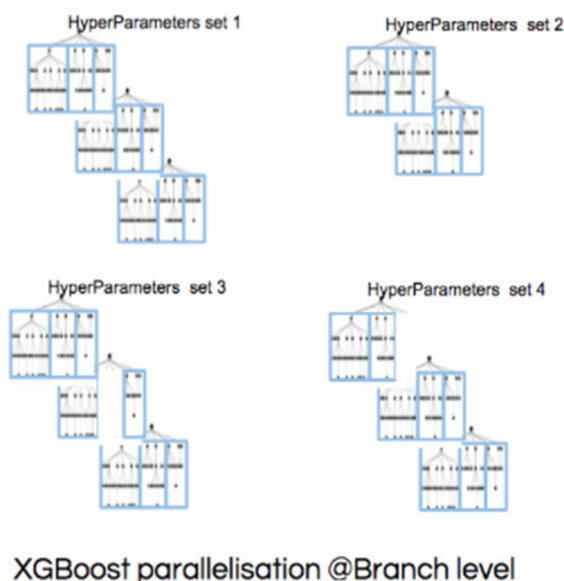 HyperParameters set 1
HyperParameters set 2
HyperParameters set 3
HyperParameters set 4
XGBoost parallelisation @Branch level